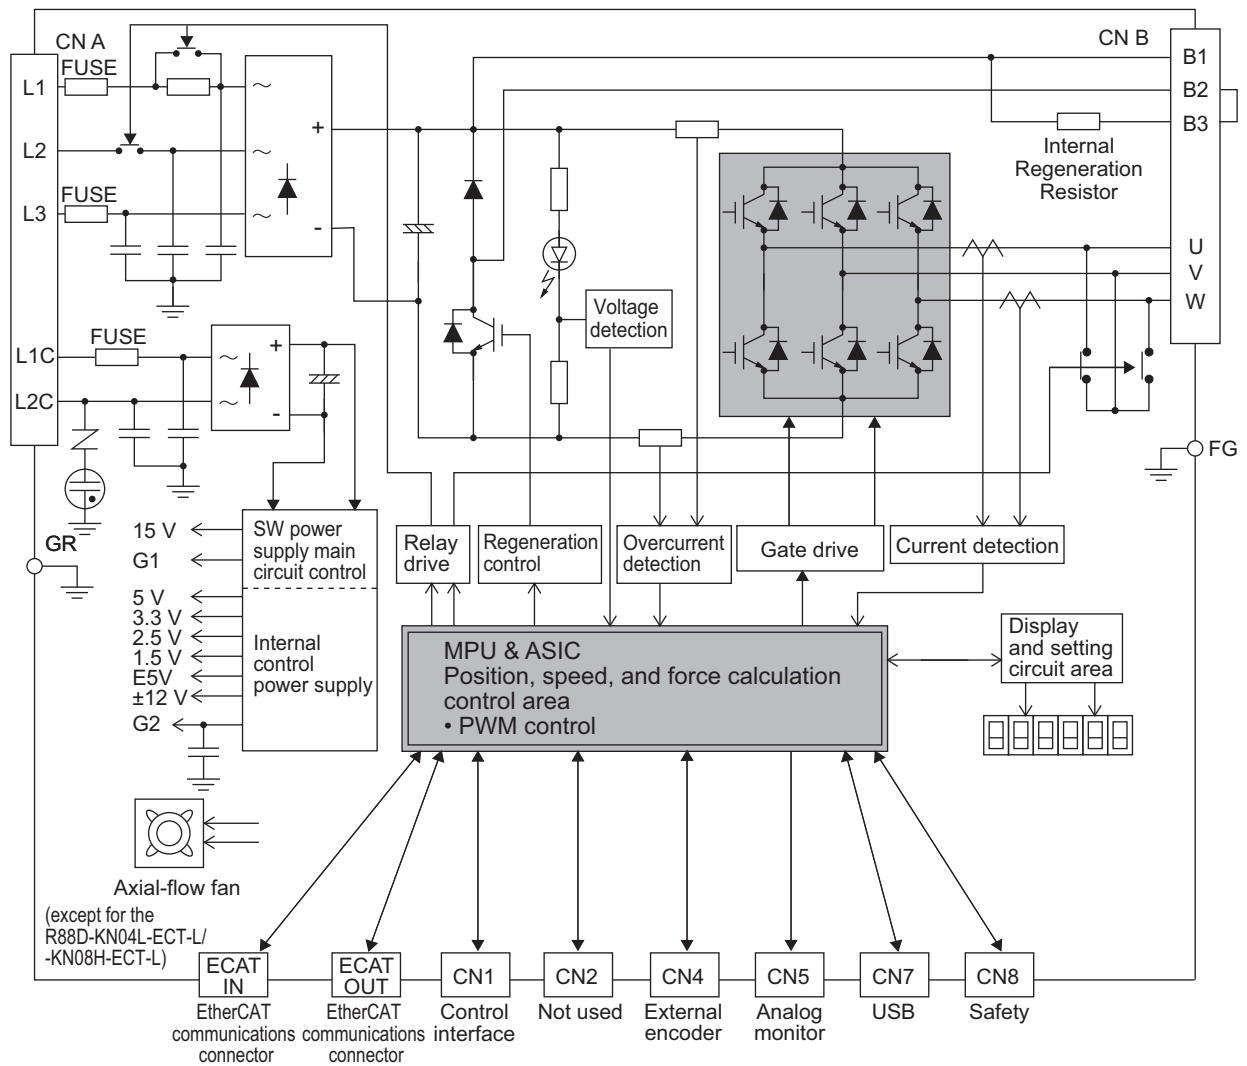 CN A
CN B
FUSE
L1
L2
FUSE
L3
B1
B2
B3
Internal
Regeneration
Resistor
+
-
U
V
W
Voltage
detection
FUSE
L1C
L2C
+
-
FG
GR
15 V
G1
5 V
3.3 V
2.5 V
1.5 V
E5V
±12 V
G2
SW power
supply main
circuit control
Internal
control
power supply
Relay
drive
Regeneration
control
Overcurrent
detection
Gate drive
Current detection
MPU & ASIC
Position, speed, and force calculation
control area
• PWM control
Display
and setting
circuit area
Axial-flow fan
(except for the
R88D-KN04L-ECT-L/
-KN08H-ECT-L)
ECAT
IN
EtherCAT
communications
connector
ECAT
OUT
EtherCAT
communications
connector
CN1
Control
interface
CN2
Not used
CN4
External
encoder
CN5
Analog
monitor
CN7
USB
CN8
Safety